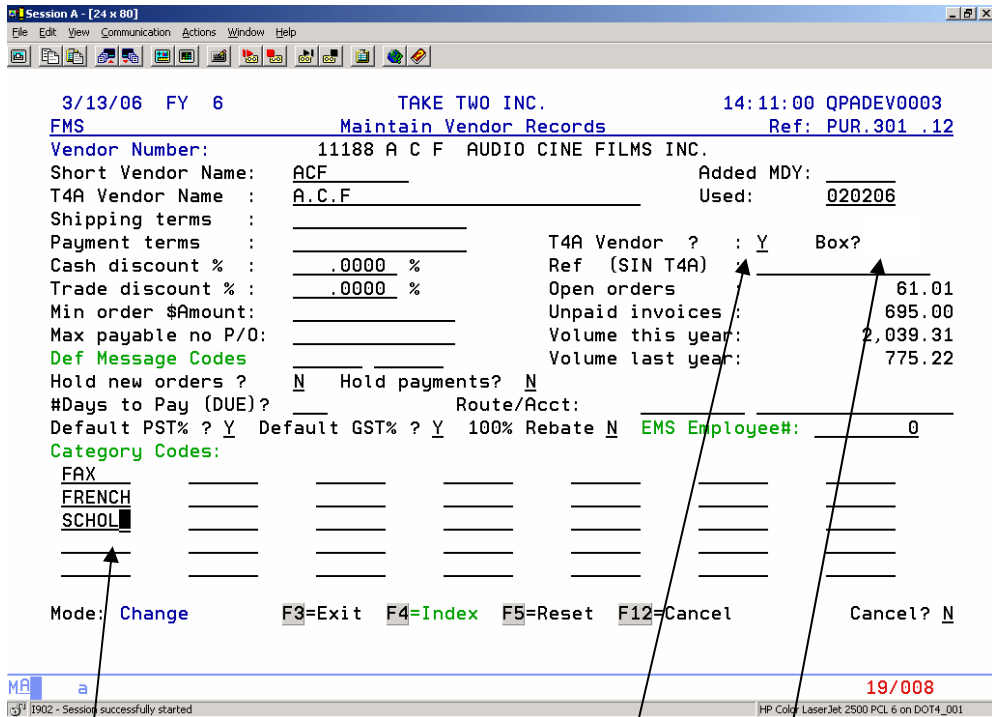 Session A - [24 x 80]
File Edit View Communication Actions Window Help
3/13/06 FY 6 TAKE TWO INC. 14:11:00 QPADEV0003
FMS Maintain Vendor Records Ref: PUR.301 .12
Vendor Number: 11188 A C F AUDIO CINE FILMS INC.
Short Vendor Name: ACF Added MDY:
T4A Vendor Name : A.C.F Used: 020206
Shipping terms :
Payment terms : T4A Vendor ? : Y Box?
Cash discount % : .0000 % Ref (SIN T4A) :
Trade discount % : .0000 % Open orders : 61.01
Min order $Amount: Unpaid invoices : 695.00
Max payable no P/O: Volume this year: 2,039.31
Def Message Codes Volume last year: 775.22
Hold new orders ? N Hold payments? N
#Days to Pay (DUE)? Route/Acct:
Default PST% ? Y Default GST% ? Y 100% Rebate N EMS Employee#: 0
Category Codes:
FAX
FRENCH
SCHOL
Mode: Change F3=Exit F4=Index F5=Reset F12=Cancel Cancel? N
MA a 19/008
I902 - Session successfully started HP Color LaserJet 2500 PCL 6 on DOT4_001